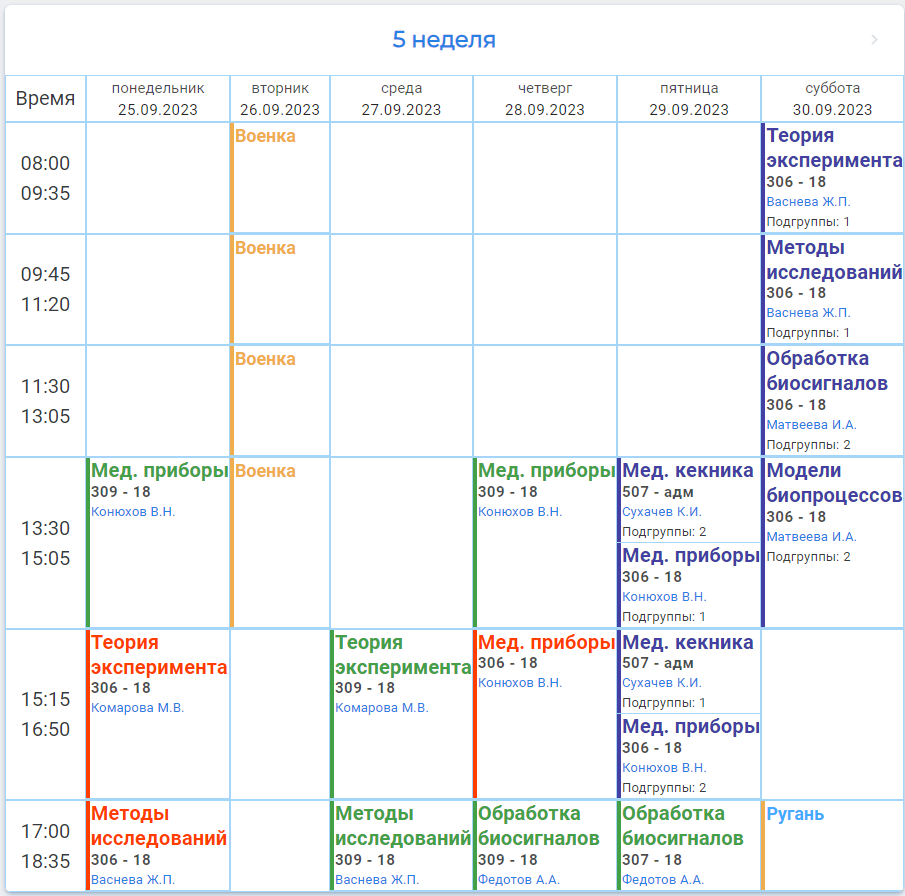 5 неделя
Время
понедельник
25.09.2023
вторник
26.09.2023
среда
27.09.2023
четверг
28.09.2023
пятница
29.09.2023
суббота
30.09.2023
08:00
09:35
Военка
Теория
эксперимента
306 - 18
Васнева Ж.П.
Подгруппы: 1
09:45
11:20
Военка
Методы
исследований
306 - 18
Васнева Ж.П.
Подгруппы: 1
11:30
13:05
Военка
Обработка
биосигналов
306 - 18
Матвеева И.А.
Подгруппы: 2
13:30
15:05
Мед. приборы
309 - 18
Конюхов В.Н.
Военка
Мед. приборы
309 - 18
Конюхов В.Н.
Мед. кекника
507 - адм
Сухачев К.И.
Подгруппы: 2
Мед. приборы
306 - 18
Конюхов В.Н.
Подгруппы: 1
Модели
биопроцессов
306 - 18
Матвеева И.А.
Подгруппы: 2
15:15
16:50
Теория
эксперимента
306 - 18
Комарова М.В.
Теория
эксперимента
309 - 18
Комарова М.В.
Мед. приборы
306 - 18
Конюхов В.Н.
Мед. кекника
507 - адм
Сухачев К.И.
Подгруппы: 1
Мед. приборы
306 - 18
Конюхов В.Н.
Подгруппы: 2
17:00
18:35
Методы
исследований
306 - 18
Васнева Ж.П.
Методы
исследований
309 - 18
Васнева Ж.П.
Обработка
биосигналов
309 - 18
Федотов А.А.
Обработка
биосигналов
307 - 18
Федотов А.А.
Ругань